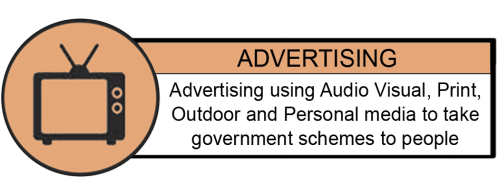 ADVERTISING
Advertising using Audio Visual, Print,
Outdoor and Personal media to take
government schemes to people